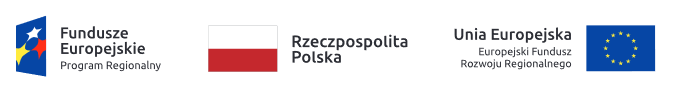 Fundusze
Europejskie
Program Regionalny
Rzeczpospolita
Polska
Unia Europejska
Europejski Fundusz
Rozwoju Regionalnego